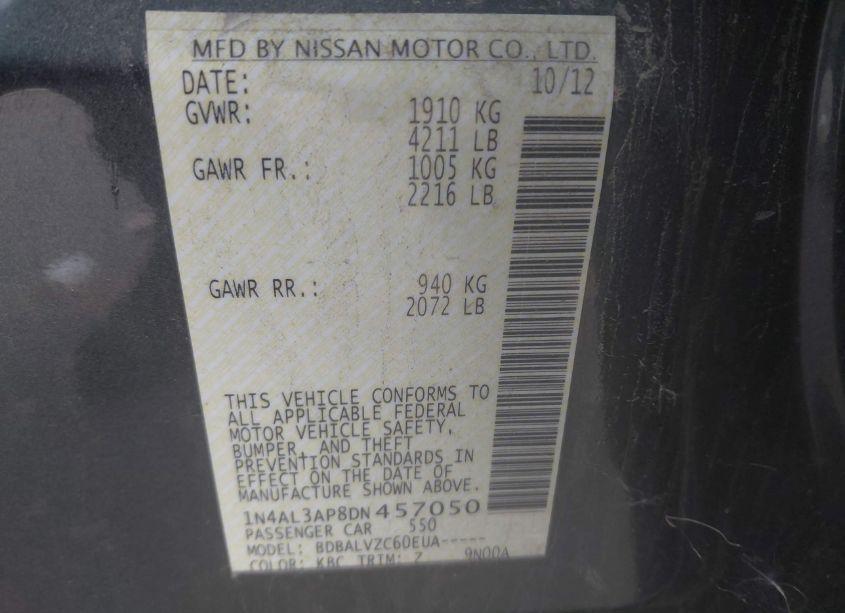 MFD BY NISSAN MOTOR CO., LTD.
DATE: 10/12
GVWR: 1910 KG
4211 LB
GAWR FR.: 1005 KG
2216 LB
GAWR RR.: 940 KG
2072 LB
THIS VEHICLE CONFORMS TO
ALL APPLICABLE FEDERAL
MOTOR VEHICLE SAFETY,
BUMPER, AND THEFT
PREVENTION STANDARDS IN
EFFECT ON THE DATE OF
MANUFACTURE SHOWN ABOVE.
1N4AL3AP8DN457050
PASSENGER CAR 550
MODEL: BDBALVZC60EUA-----
COLOR: KBC TRIM: Z 9N00A